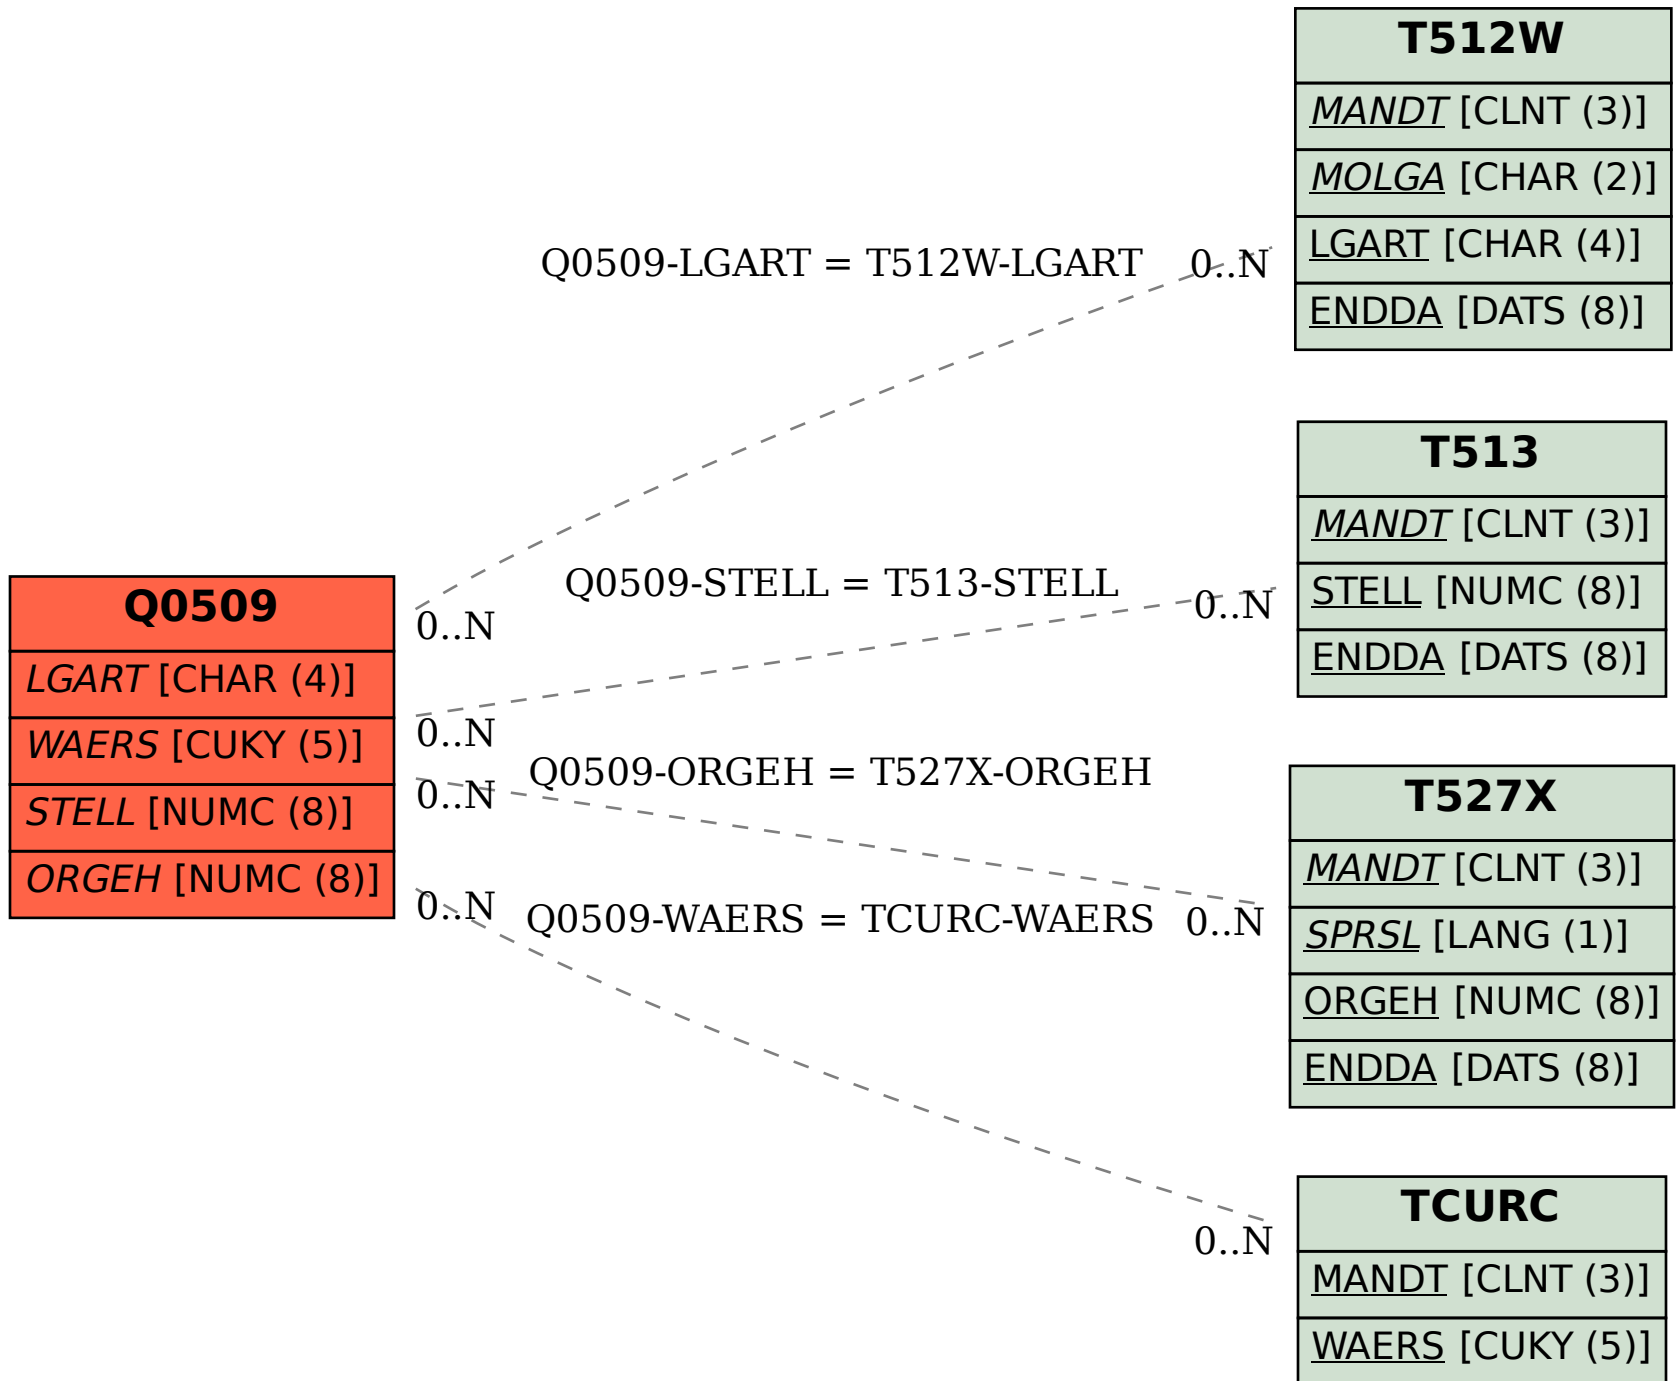 T512W
MANDT [CLNT (3)]
MOLGA [CHAR (2)]
LGART [CHAR (4)]
ENDDA [DATS (8)]
Q0509-LGART = T512W-LGART
0..N
0..N
T513
MANDT [CLNT (3)]
STELL [NUMC (8)]
ENDDA [DATS (8)]
Q0509-STELL = T513-STELL
0..N
0..N
Q0509
LGART [CHAR (4)]
WAERS [CUKY (5)]
STELL [NUMC (8)]
ORGEH [NUMC (8)]
Q0509-ORGEH = T527X-ORGEH
0..N
0..N
T527X
MANDT [CLNT (3)]
SPRSL [LANG (1)]
ORGEH [NUMC (8)]
ENDDA [DATS (8)]
Q0509-WAERS = TCURC-WAERS
0..N
0..N
TCURC
MANDT [CLNT (3)]
WAERS [CUKY (5)]